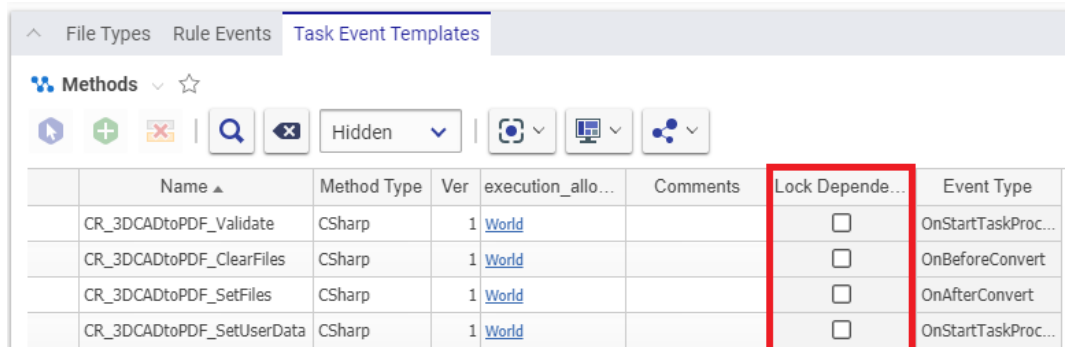 File Types Rule Events Task Event Templates
Methods
Hidden
Name Method Type Ver execution_allo... Comments Lock Depende... Event Type
CR_3DCADtoPDF_Validate CSharp 1 World OnStartTaskProc...
CR_3DCADtoPDF_ClearFiles CSharp 1 World OnBeforeConvert
CR_3DCADtoPDF_SetFiles CSharp 1 World OnAfterConvert
CR_3DCADtoPDF_SetUserData CSharp 1 World OnStartTaskProc...